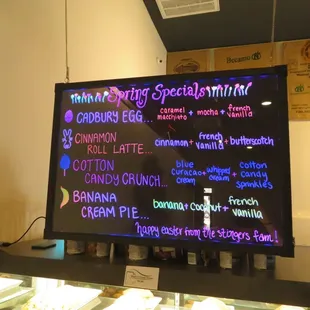 Spring Specials
CADBURY EGG... caramel macchiato + mocha + french vanilla
CINNAMON ROLL LATTE... cinnamon + french vanilla + butterscotch
COTTON CANDY CRUNCH... blue curacao cream + whipped cream + cotton candy sprinkles
BANANA CREAM PIE... banana + coconut + french vanilla
happy easter from the stingers fam!